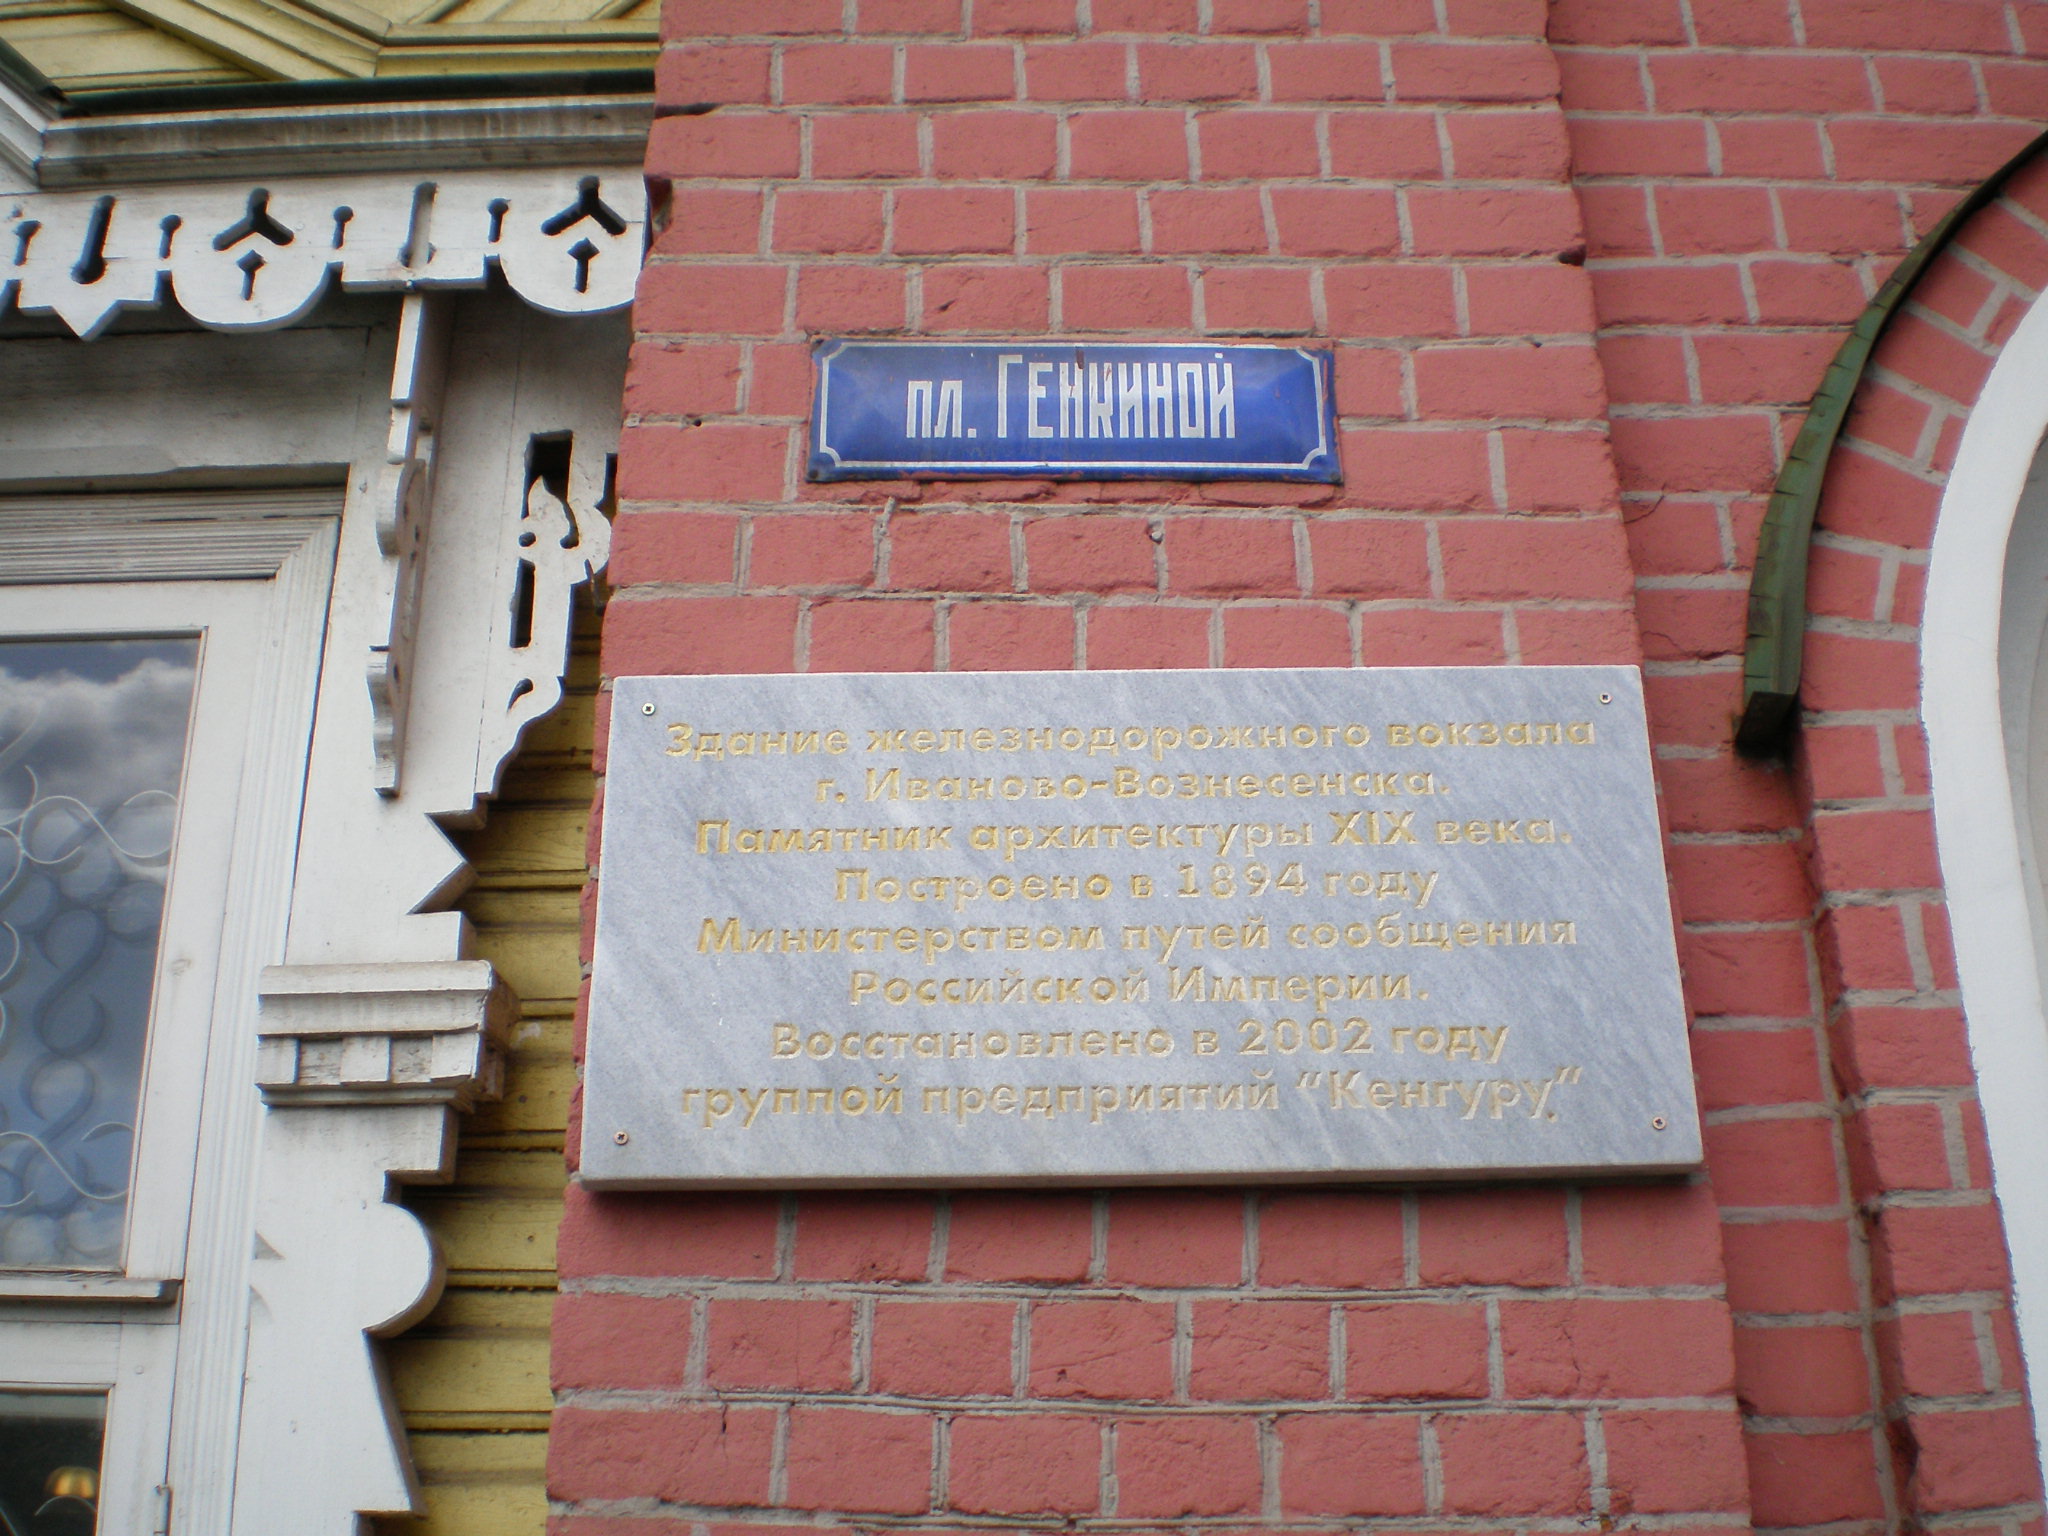 пл. Генкиной
Здание железнодорожного вокзала
г. Иваново-Вознесенска.
Памятник архитектуры XIX века.
Построено в 1894 году
Министерством путей сообщения
Российской Империи.
Восстановлено в 2002 году
группой предприятий "Кенгуру".